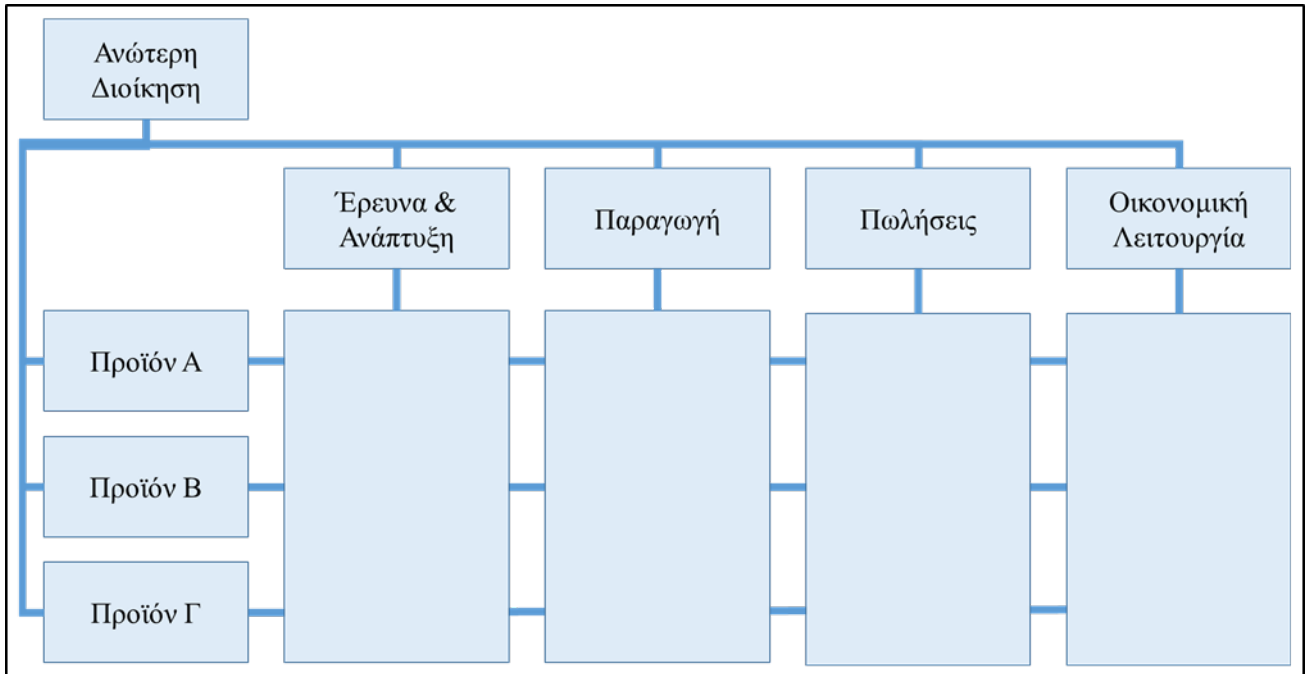 Ανώτερη
Διοίκηση
Έρευνα &
Ανάπτυξη
Παραγωγή
Πωλήσεις
Οικονομική
Λειτουργία
Προϊόν Α
Προϊόν Β
Προϊόν Γ